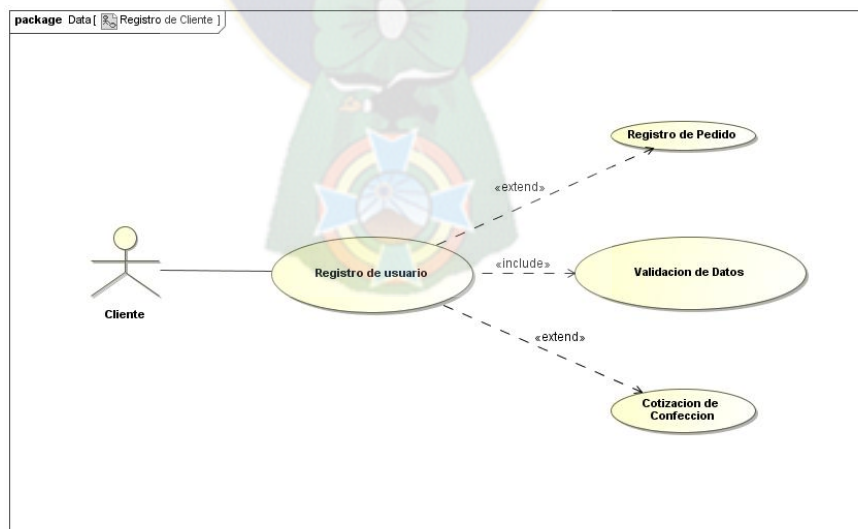 package Data [ Registro de Cliente ]
Registro de Pedido
«extend»
Registro de usuario
«include»
Validacion de Datos
Cliente
«extend»
Cotizacion de
Confeccion